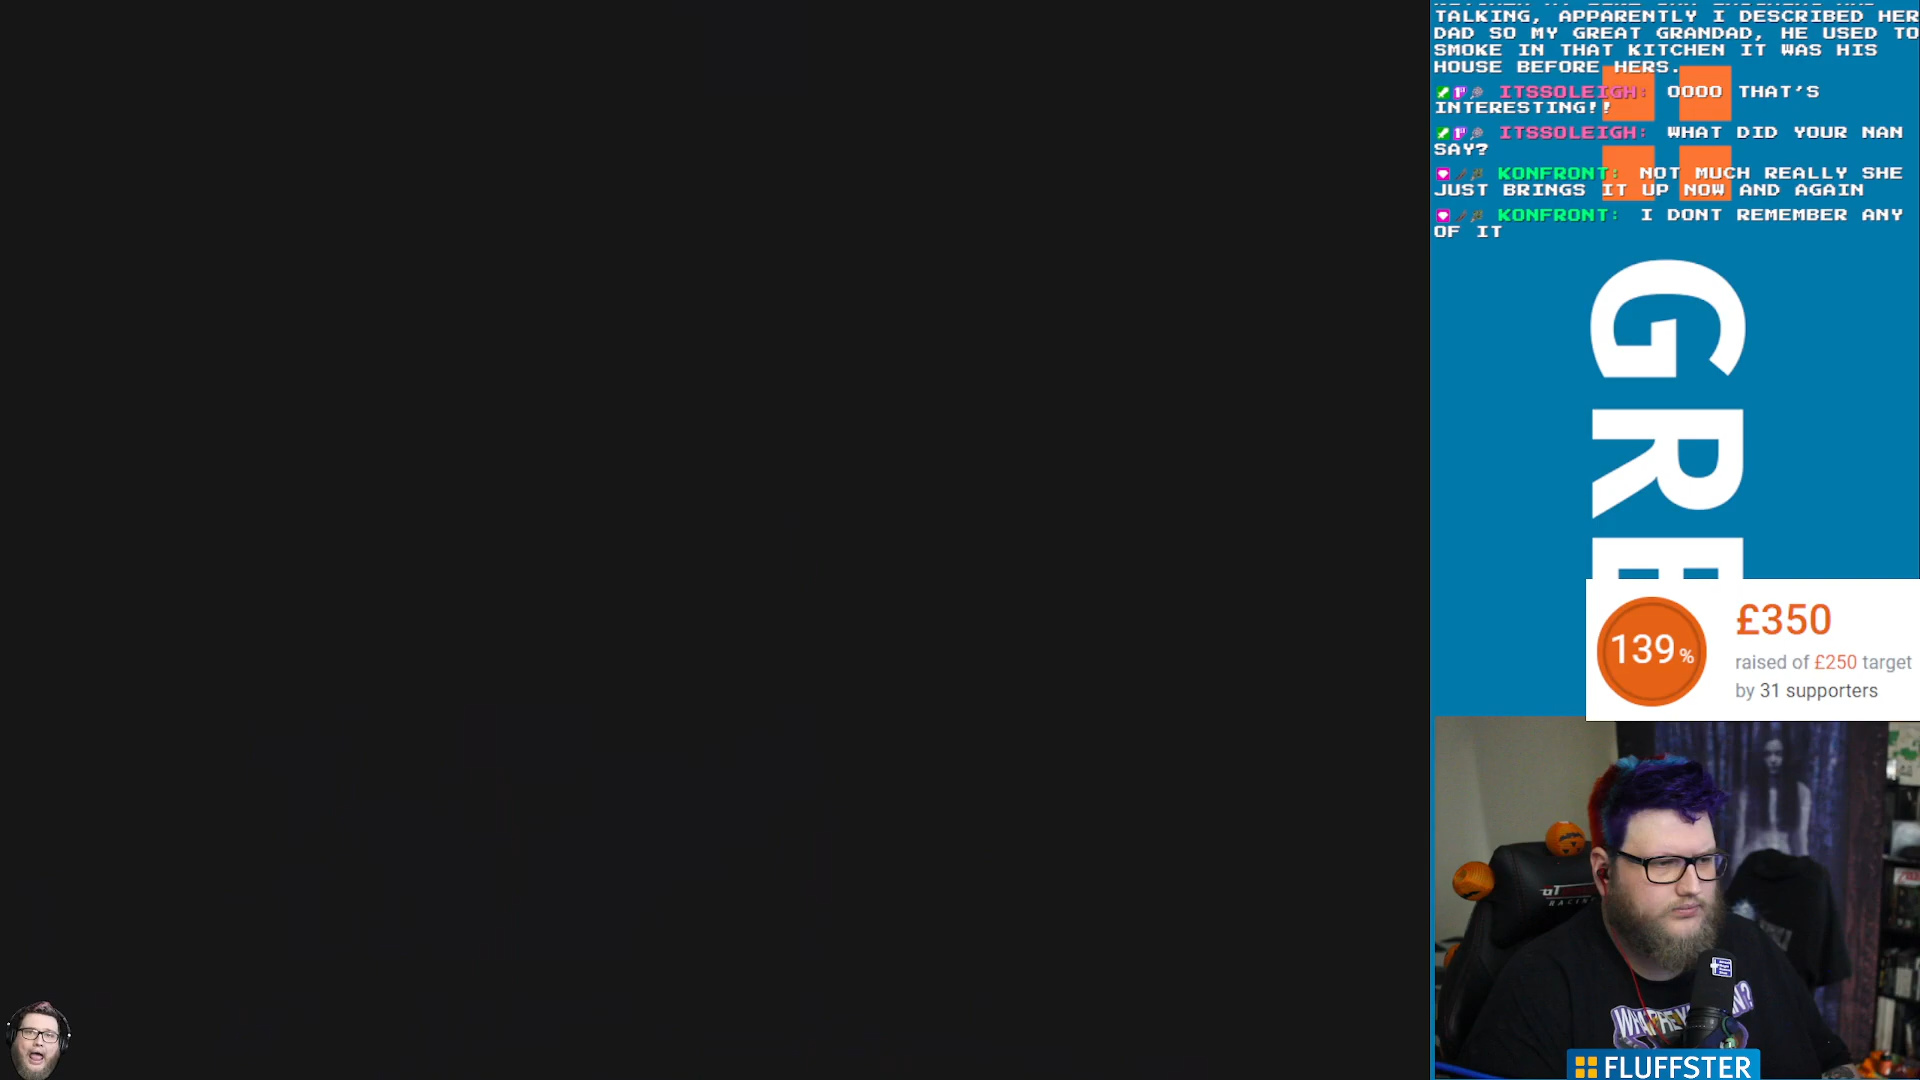 TALKING, APPARENTLY I DESCRIBED HER
DAD SO MY GREAT GRANDAD, HE USED TO
SMOKE IN THAT KITCHEN IT WAS HIS
HOUSE BEFORE HERS.
ITSSOLEIGH: OOOO THAT'S
INTERESTING!!
ITSSOLEIGH: WHAT DID YOUR NAN
SAY?
KONFRONT: NOT MUCH REALLY SHE
JUST BRINGS IT UP NOW AND AGAIN
KONFRONT: I DONT REMEMBER ANY
OF IT
GRE
139%
£350
raised of £250 target
by 31 supporters
FLUFFSTER